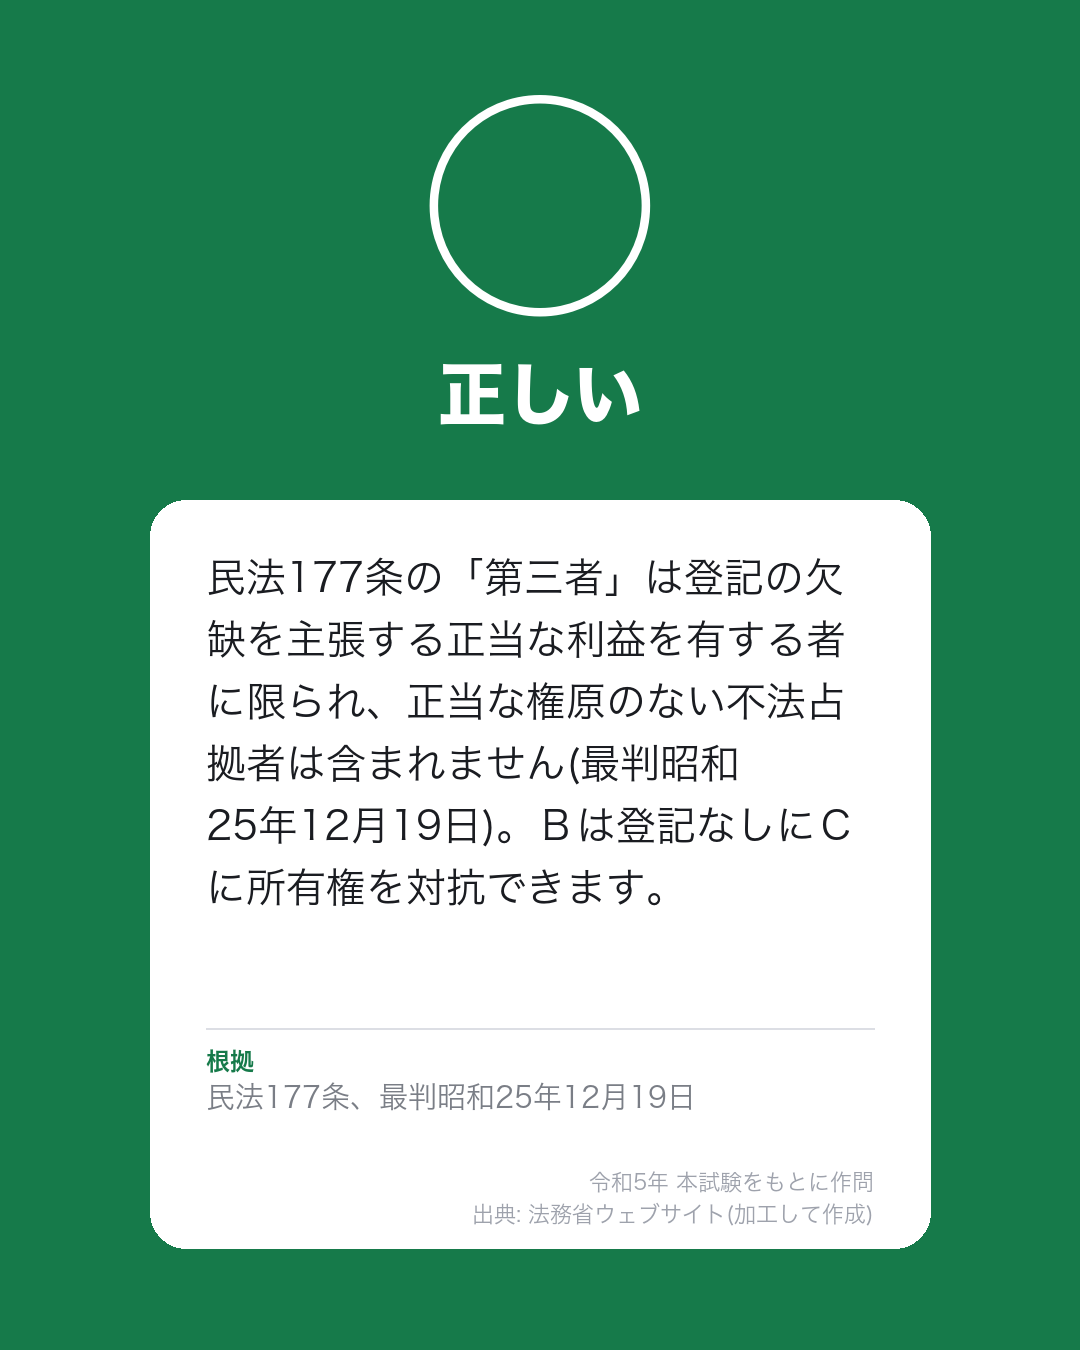 正しい
民法177条の「第三者」は登記の欠
缺を主張する正当な利益を有する者
に限られ、正当な権原のない不法占
拠者は含まれません(最判昭和
25年12月19日)。Ｂは登記なしにＣ
に所有権を対抗できます。
根拠
民法177条、最判昭和25年12月19日
令和5年 本試験をもとに作問
出典: 法務省ウェブサイト(加工して作成)